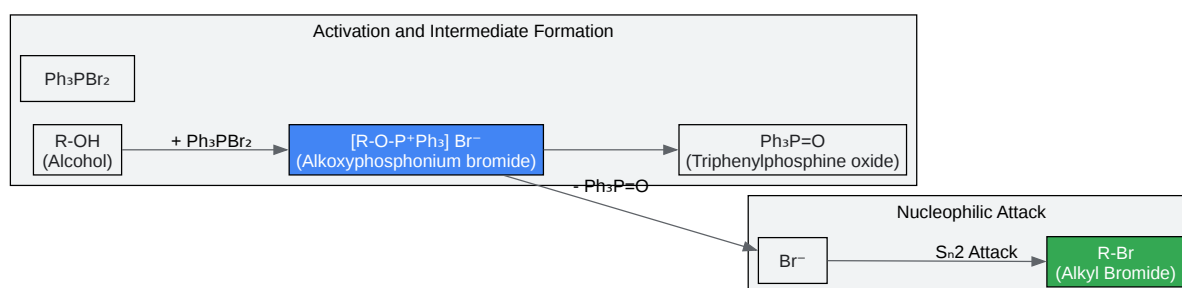 Activation and Intermediate Formation
Ph₃PBr₂
R-OH
(Alcohol)
+ Ph₃PBr₂
[R-O-P⁺Ph₃] Br⁻
(Alkoxyphosphonium bromide)
Ph₃P=O
(Triphenylphosphine oxide)
- Ph₃P=O
Nucleophilic Attack
Br⁻
Sₙ2 Attack
R-Br
(Alkyl Bromide)